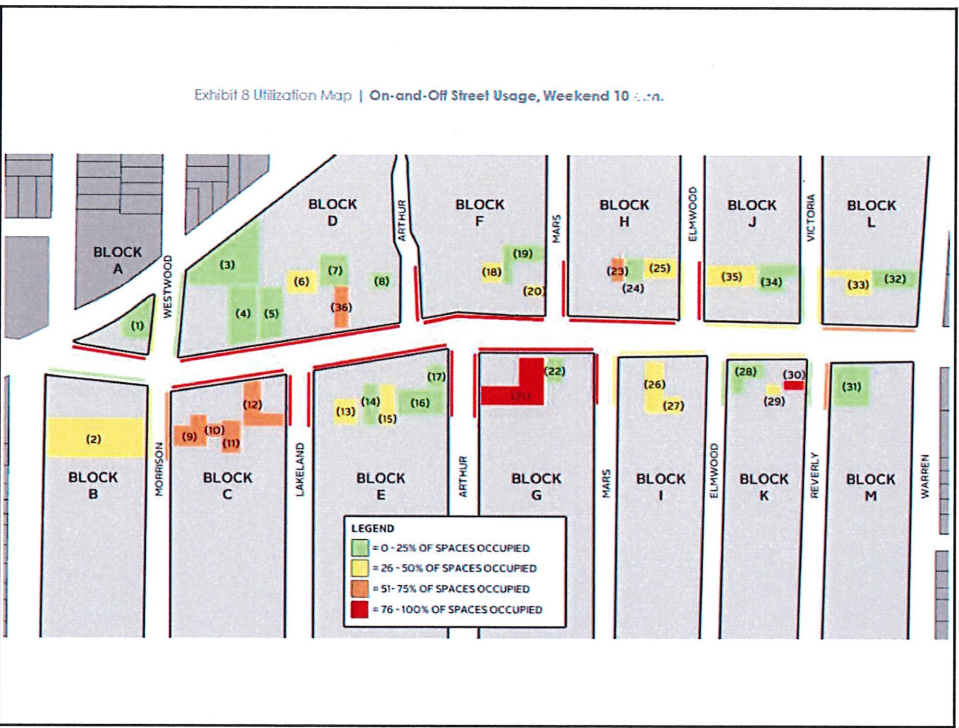 Exhibit 8 Utilization Map | On-and-Off Street Usage, Weekend 10
BLOCK
A
WESTWOOD
BLOCK
D
ARTHUR
BLOCK
F
MARS
BLOCK
H
ELMWOOD
BLOCK
J
VICTORIA
BLOCK
L
(1)
(3)
(4)
(5)
(6)
(7)
(8)
(36)
(18)
(19)
(20)
(23)
(24)
(25)
(35)
(34)
(33)
(32)
(2)
(9)
(10)
(11)
(12)
(13)
(14)
(15)
(16)
(17)
(21)
(22)
(26)
(27)
(28)
(29)
(30)
(31)
BLOCK
B
MORRISON
BLOCK
C
LAKELAND
BLOCK
E
ARTHUR
BLOCK
G
MARS
BLOCK
I
ELMWOOD
BLOCK
K
REVERLY
BLOCK
M
WARREN
LEGEND
= 0 - 25% OF SPACES OCCUPIED
= 26 - 50% OF SPACES OCCUPIED
= 51- 75% OF SPACES OCCUPIED
= 76 - 100% OF SPACES OCCUPIED